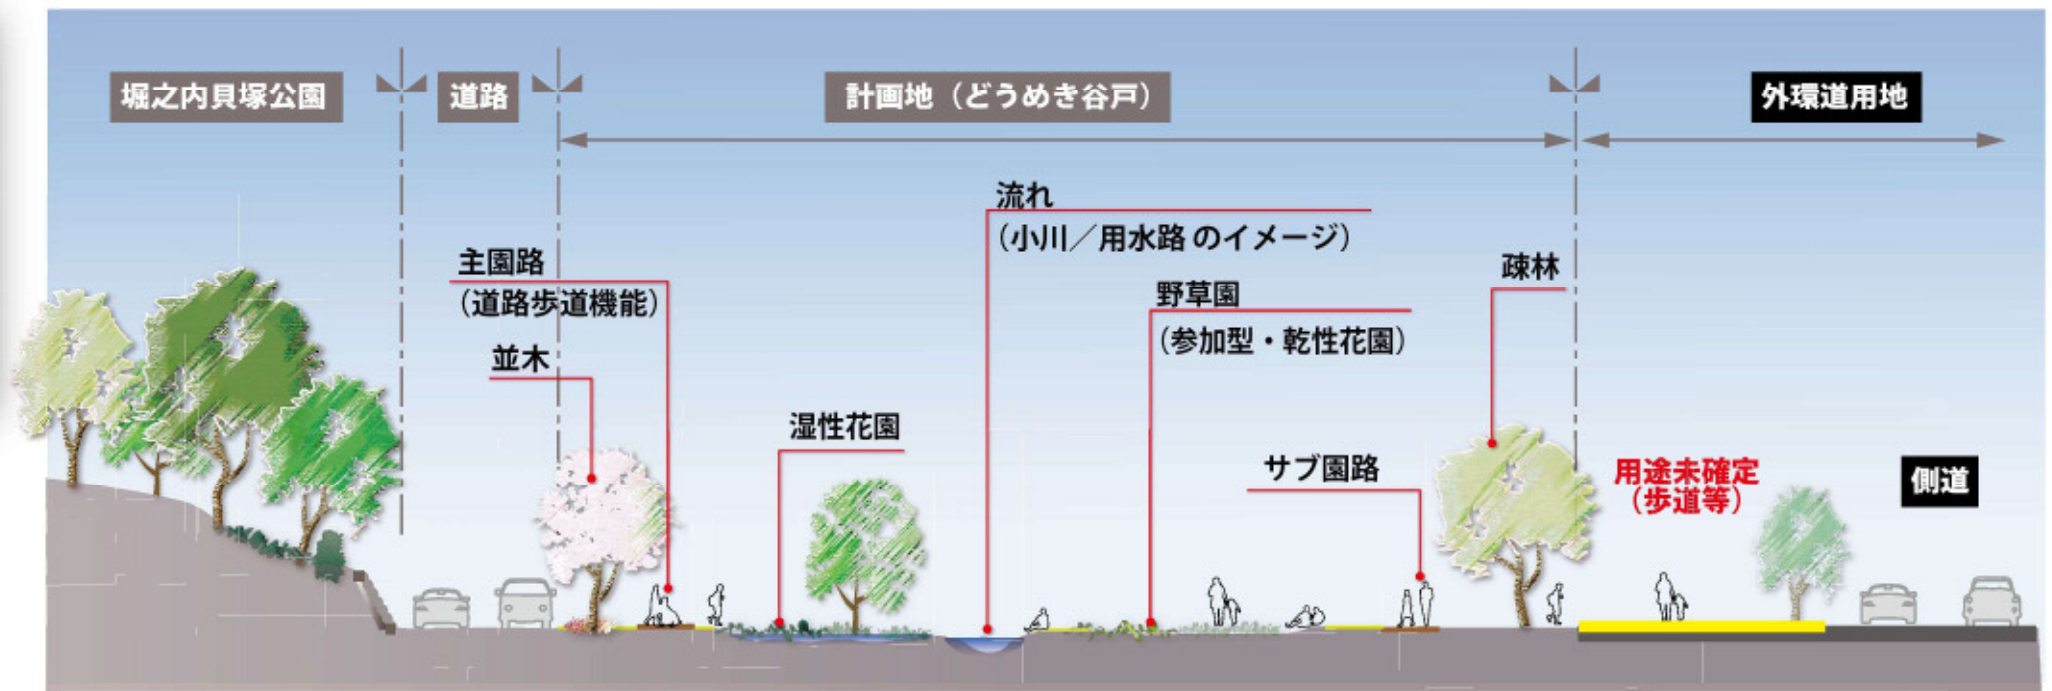 堀之内貝塚公園
道路
計画地（どうめき谷戸）
外環道用地
流れ
（小川／用水路 のイメージ）
主園路
（道路歩道機能）
疎林
野草園
（参加型・乾性花園）
並木
湿性花園
サブ園路
用途未確定
（歩道等）
側道